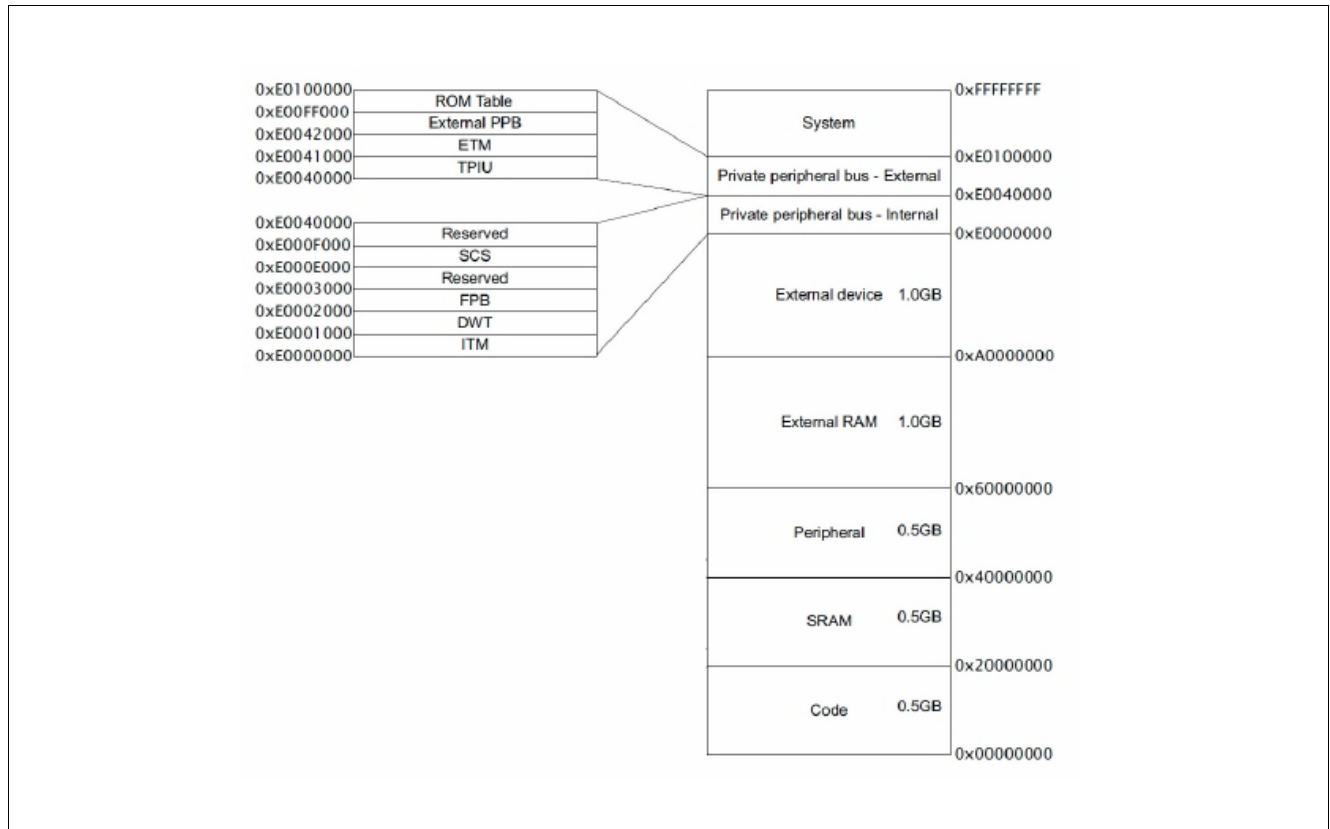 0xE0100000
ROM Table
0xE00FF000
External PPB
0xE0042000
ETM
0xE0041000
TPIU
0xE0040000
0xE0040000
Reserved
0xE000F000
SCS
0xE000E000
Reserved
0xE0003000
FPB
0xE0002000
DWT
0xE0001000
ITM
0xE0000000
0xFFFFFFFF
System
0xE0100000
Private peripheral bus - External
0xE0040000
Private peripheral bus - Internal
0xE0000000
External device 1.0GB
0xA0000000
External RAM 1.0GB
0x60000000
Peripheral 0.5GB
0x40000000
SRAM 0.5GB
0x20000000
Code 0.5GB
0x00000000